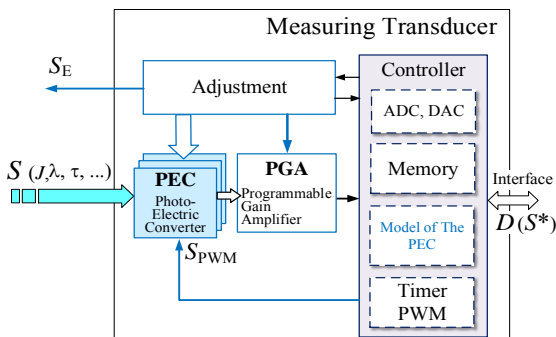 Measuring Transducer
S_E
Adjustment
Controller
ADC, DAC
S (J,λ, τ, ...)
PEC
Photo-
Electric
Converter
PGA
Programmable
Gain
Amplifier
Memory
Interface
D (S*)
Model of The
PEC
S_PWM
Timer
PWM